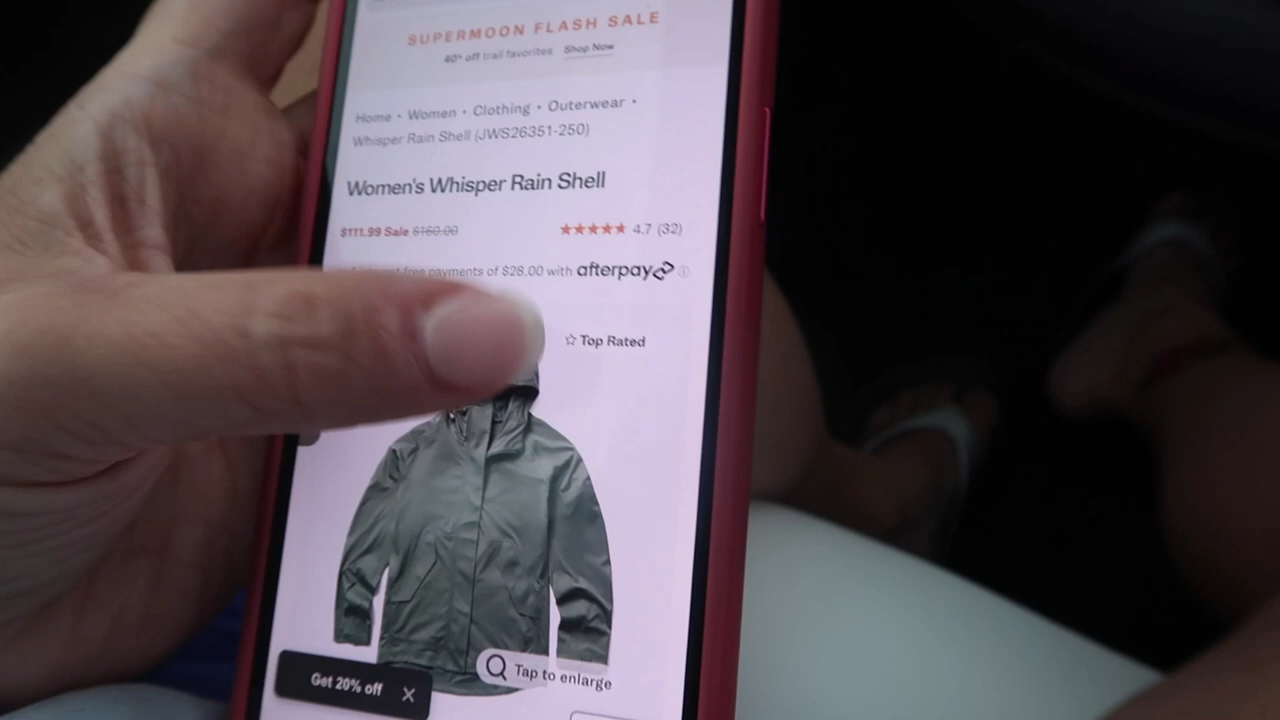 SUPERMOON FLASH SALE
40% off trail favorites Shop Now
Home • Women • Clothing • Outerwear •
Whisper Rain Shell (JWS26351-250)
Women's Whisper Rain Shell
$111.99 Sale $160.00 ★★★★★ 4.7 (32)
free payments of $28.00 with afterpay
☆ Top Rated
Tap to enlarge
Get 20% off ×